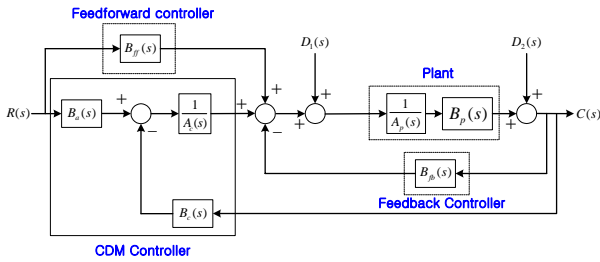 Feedforward controller
B_ff(s)
D_1(s)
D_2(s)
Plant
R(s)
B_a(s)
+
−
1
A_c(s)
+
+
−
+
+
1
A_p(s)
B_p(s)
+
+
C(s)
B_fb(s)
Feedback Controller
B_c(s)
CDM Controller